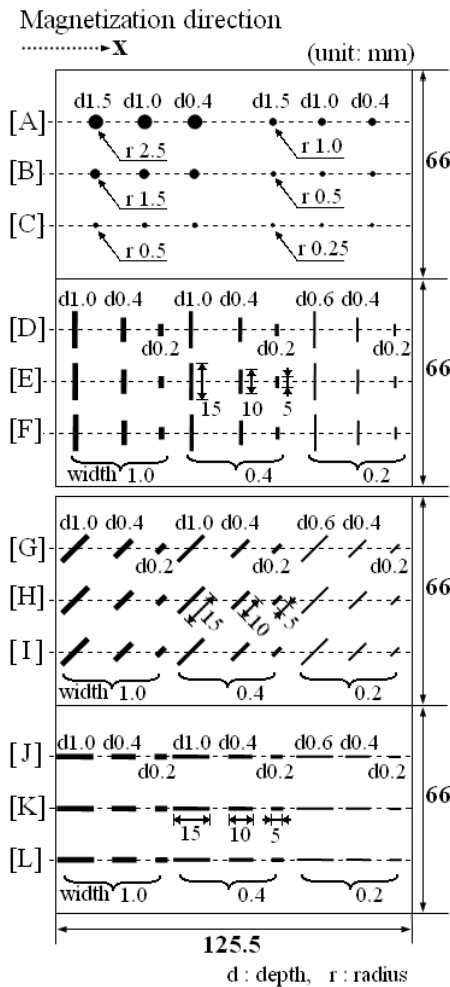 Magnetization direction
X
(unit: mm)
d1.5 d1.0 d0.4 d1.5 d1.0 d0.4
[A]
r 2.5 r 1.0
[B]
r 1.5 r 0.5
[C]
r 0.5 r 0.25
66
d1.0 d0.4 d1.0 d0.4 d0.6 d0.4
[D]
d0.2 d0.2 d0.2
[E]
15 10 5
[F]
width 1.0 0.4 0.2
66
d1.0 d0.4 d1.0 d0.4 d0.6 d0.4
[G]
d0.2 d0.2 d0.2
[H]
15 10 5
[I]
width 1.0 0.4 0.2
66
d1.0 d0.4 d1.0 d0.4 d0.6 d0.4
[J]
d0.2 d0.2 d0.2
[K]
15 10 5
[L]
width 1.0 0.4 0.2
66
125.5
d : depth, r : radius